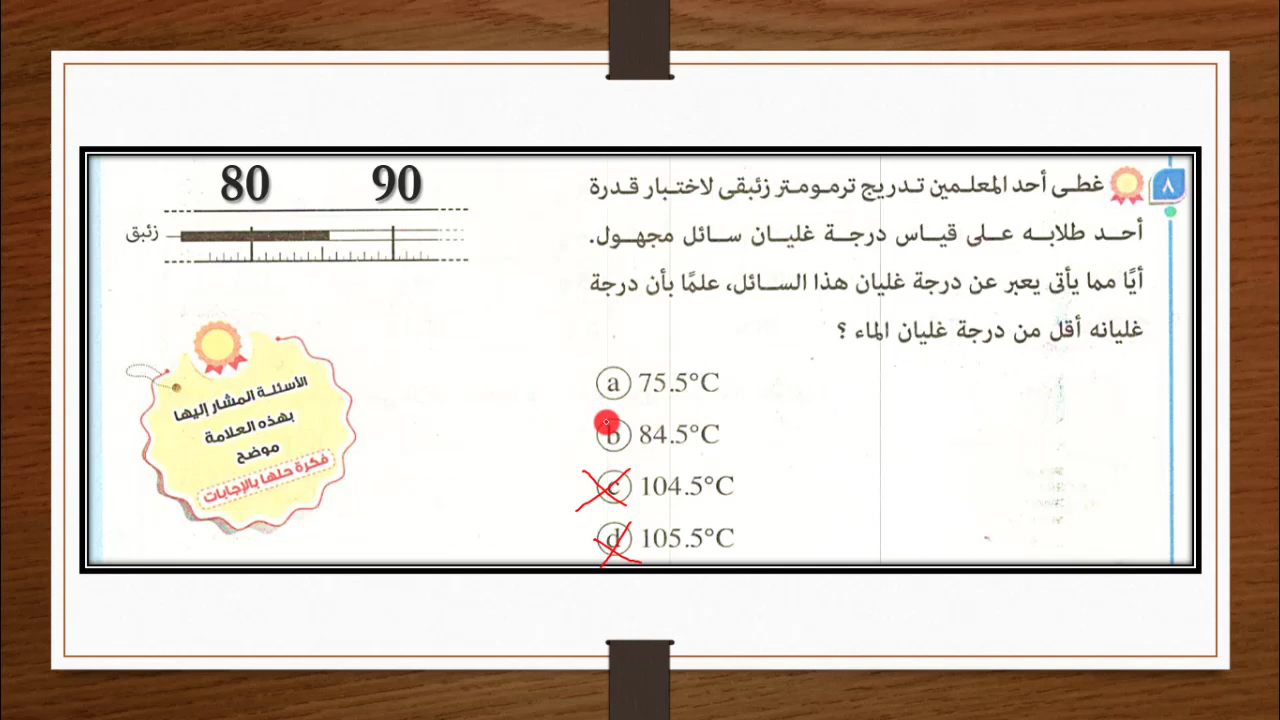 ٨ غطى أحد المعلمين تدريج ترمومتر زئبقى لاختبار قدرة
أحد طلابه على قياس درجة غليان سائل مجهول.
أيًا مما يأتى يعبر عن درجة غليان هذا السائل، علمًا بأن درجة
غليانه أقل من درجة غليان الماء ؟
80 90
زئبق
a 75.5°C
b 84.5°C
c 104.5°C
d 105.5°C
الأسئلة المشار إليها
بهذه العلامة
موضح
فكرة حلها بالإجابات